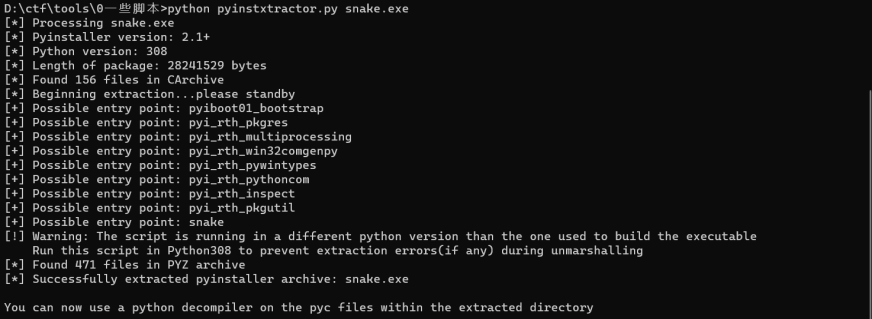 D:\ctf\tools\0一些脚本>python pyinstxtractor.py snake.exe
[*] Processing snake.exe
[*] Pyinstaller version: 2.1+
[*] Python version: 308
[*] Length of package: 28241529 bytes
[*] Found 156 files in CArchive
[*] Beginning extraction...please standby
[+] Possible entry point: pyiboot01_bootstrap
[+] Possible entry point: pyi_rth_pkgres
[+] Possible entry point: pyi_rth_multiprocessing
[+] Possible entry point: pyi_rth_win32comgenpy
[+] Possible entry point: pyi_rth_pywintypes
[+] Possible entry point: pyi_rth_pythoncom
[+] Possible entry point: pyi_rth_inspect
[+] Possible entry point: pyi_rth_pkgutil
[+] Possible entry point: snake
[!] Warning: The script is running in a different python version than the one used to build the executable
    Run this script in Python308 to prevent extraction errors(if any) during unmarshalling
[*] Found 471 files in PYZ archive
[*] Successfully extracted pyinstaller archive: snake.exe

You can now use a python decompiler on the pyc files within the extracted directory